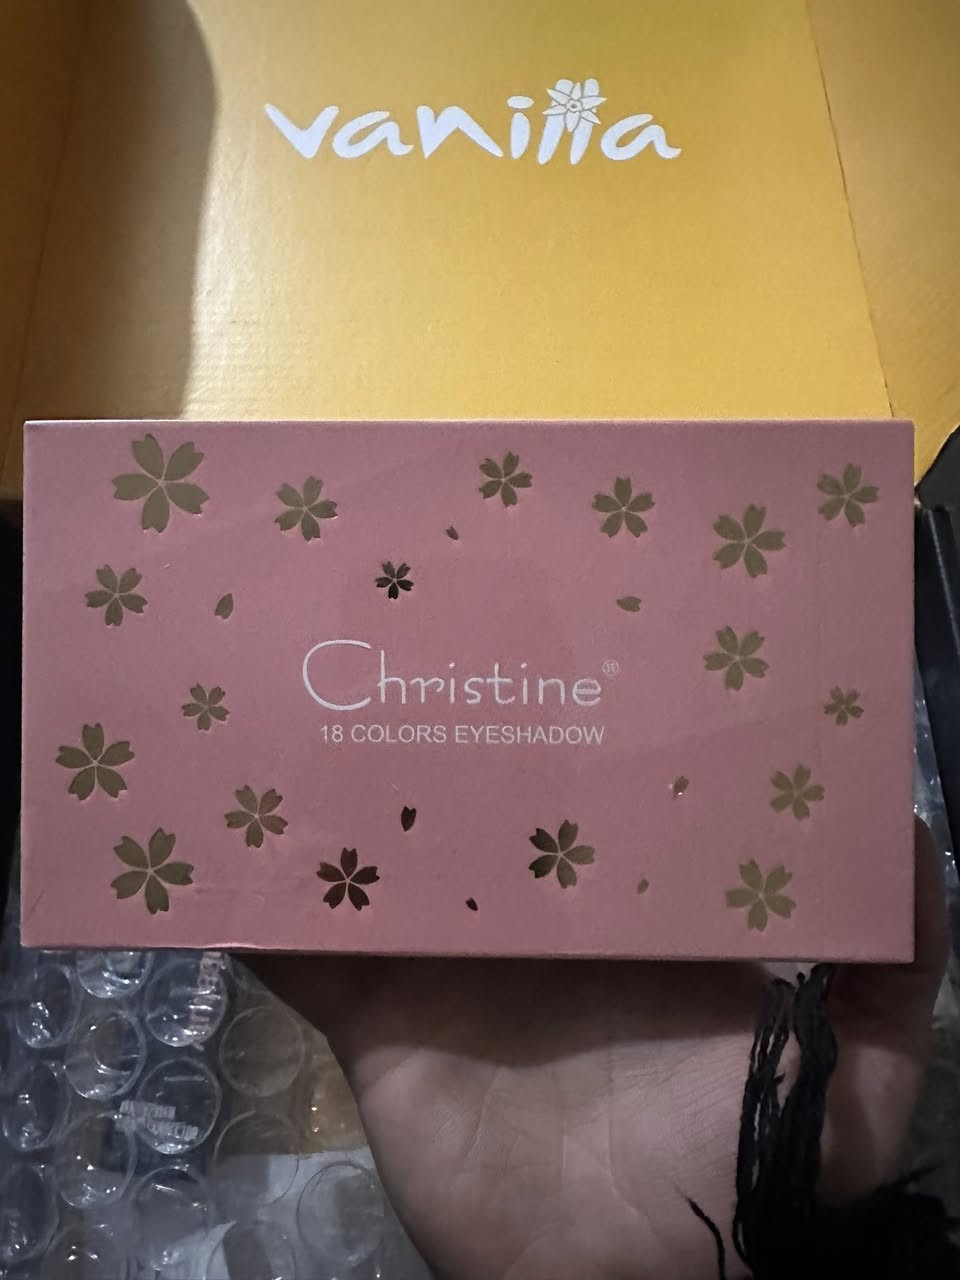 vanilla
Christine®
18 COLORS EYESHADOW